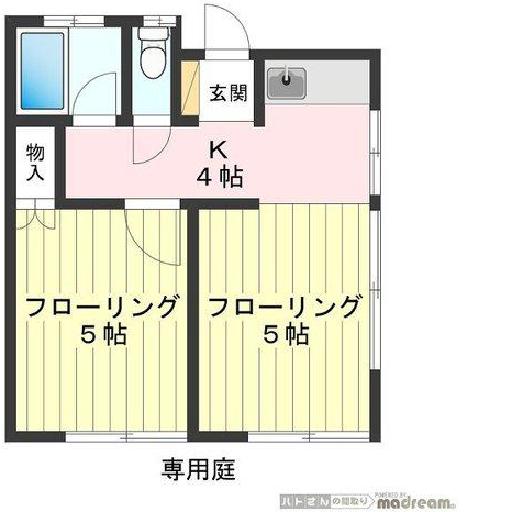 玄関
物
入
K
4帖
フローリング
5帖
フローリング
5帖
専用庭
ハトさんの間取り
POWERED BY
madream